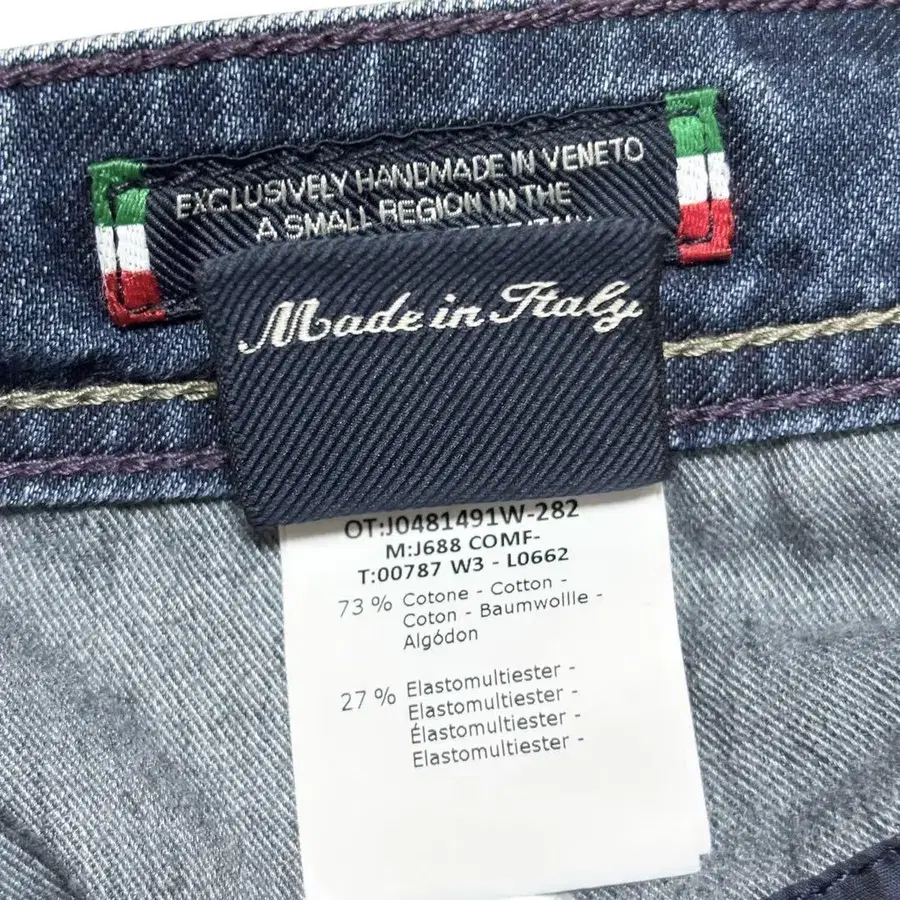 EXCLUSIVELY HANDMADE IN VENETO
A SMALL REGION IN THE
Made in Italy
OT:J0481491W-282
M:J688 COMF-
T:00787 W3 - L0662
73 % Cotone - Cotton -
Coton - Baumwollle -
Algódon
27 % Elastomultiester -
Elastomultiester -
Élastomultiester -
Elastomultiester -